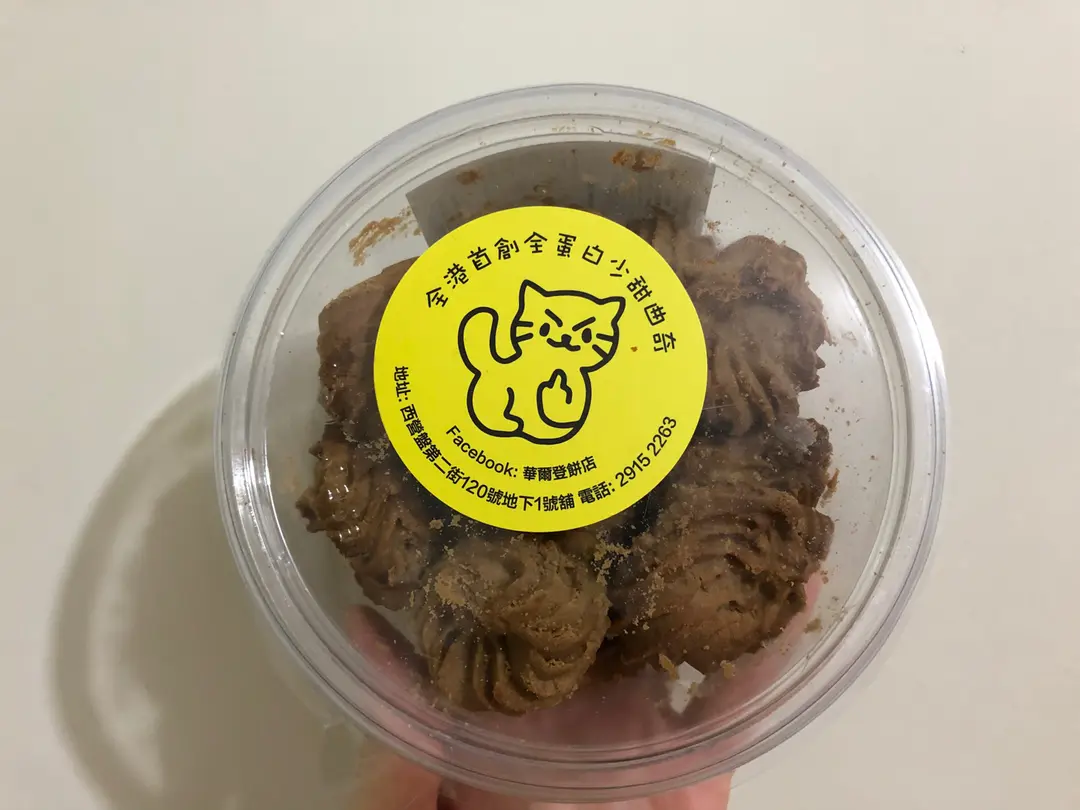 全港首創全蛋白少甜曲奇
Facebook: 華爾登餅店
地址: 西營盤第二街120號地下1號舖 電話: 2915 2263